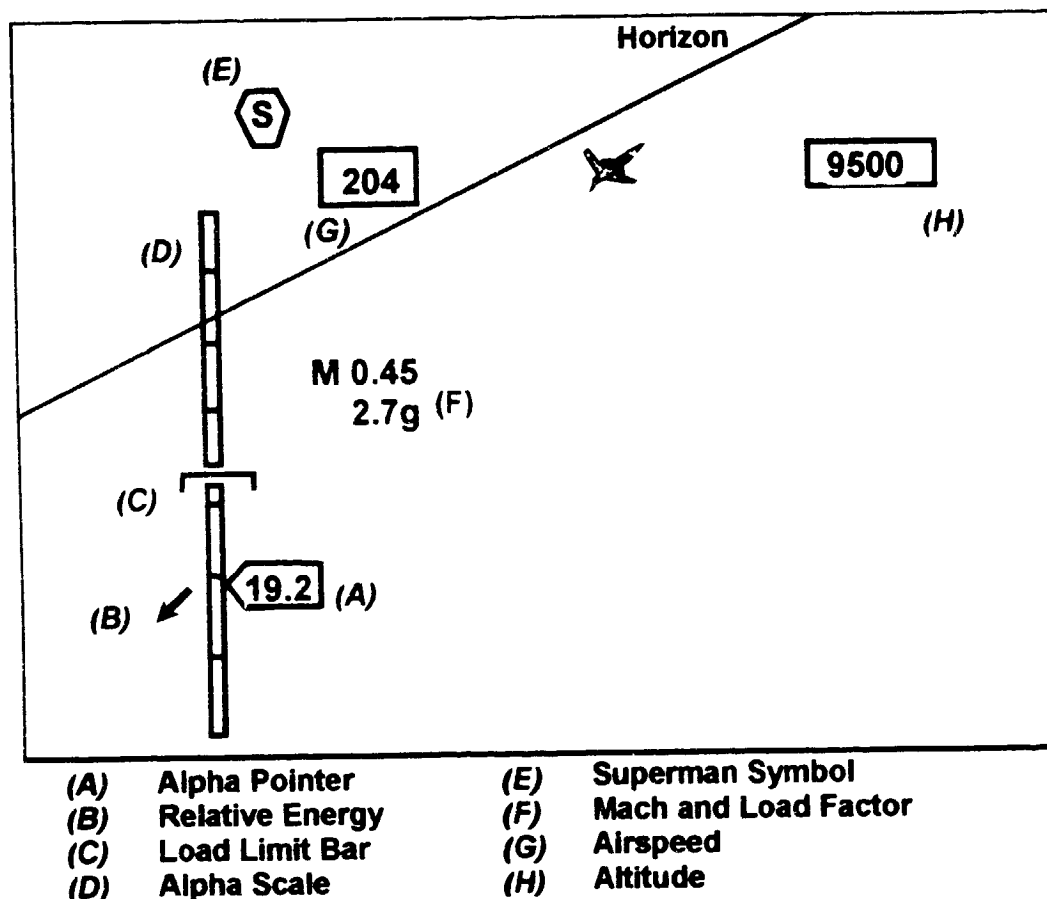 Horizon
(E)
S
204
9500
(G)
(H)
(D)
M 0.45
2.7g (F)
(C)
19.2 (A)
(B)
(A) Alpha Pointer
(B) Relative Energy
(C) Load Limit Bar
(D) Alpha Scale
(E) Superman Symbol
(F) Mach and Load Factor
(G) Airspeed
(H) Altitude